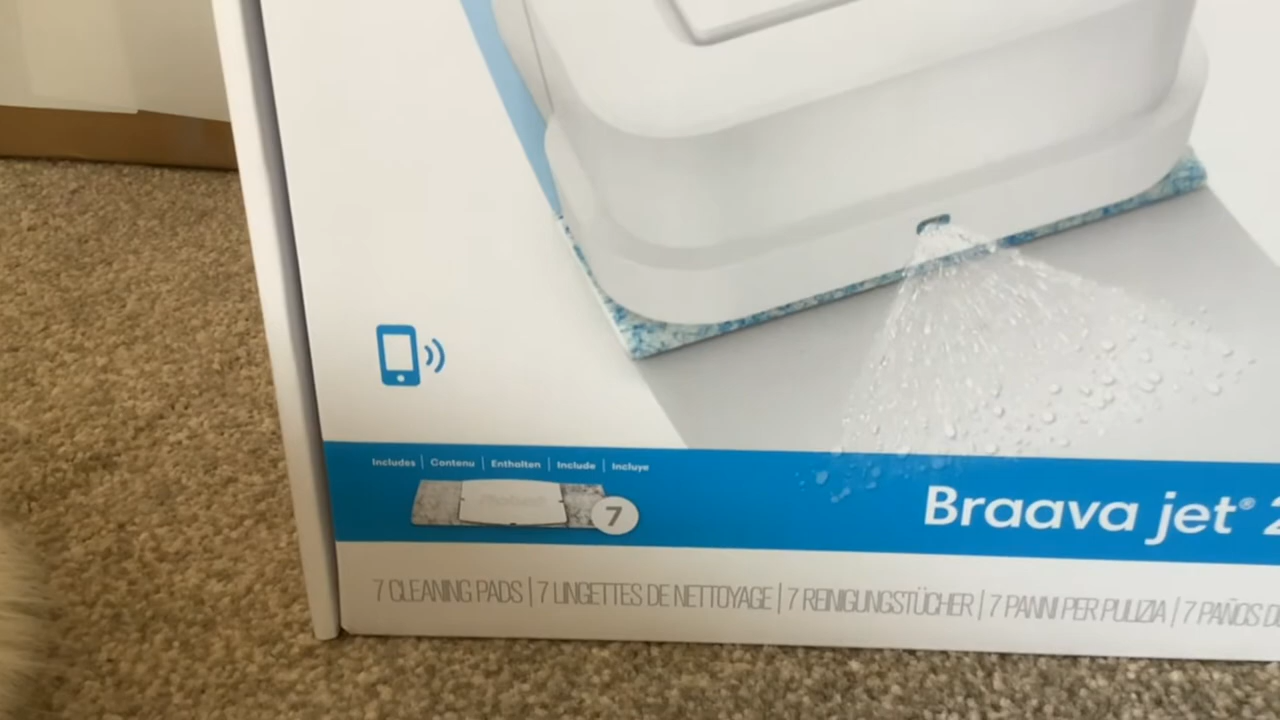 Includes | Contenu | Enthalten | Include | Incluye
7
Braava jet® 2
7 CLEANING PADS | 7 LINGETTES DE NETTOYAGE | 7 REINIGUNGSTÜCHER | 7 PANNI PER PULIZIA | 7 PAÑOS D